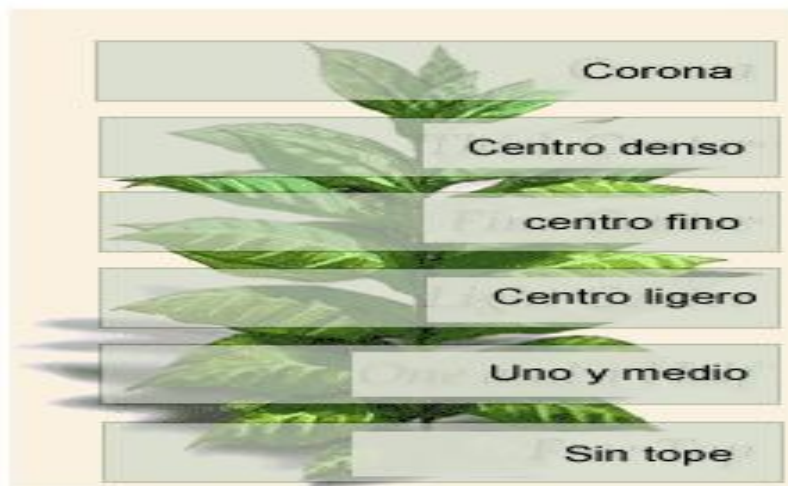 Corona
Centro denso
centro fino
Centro ligero
Uno y medio
Sin tope